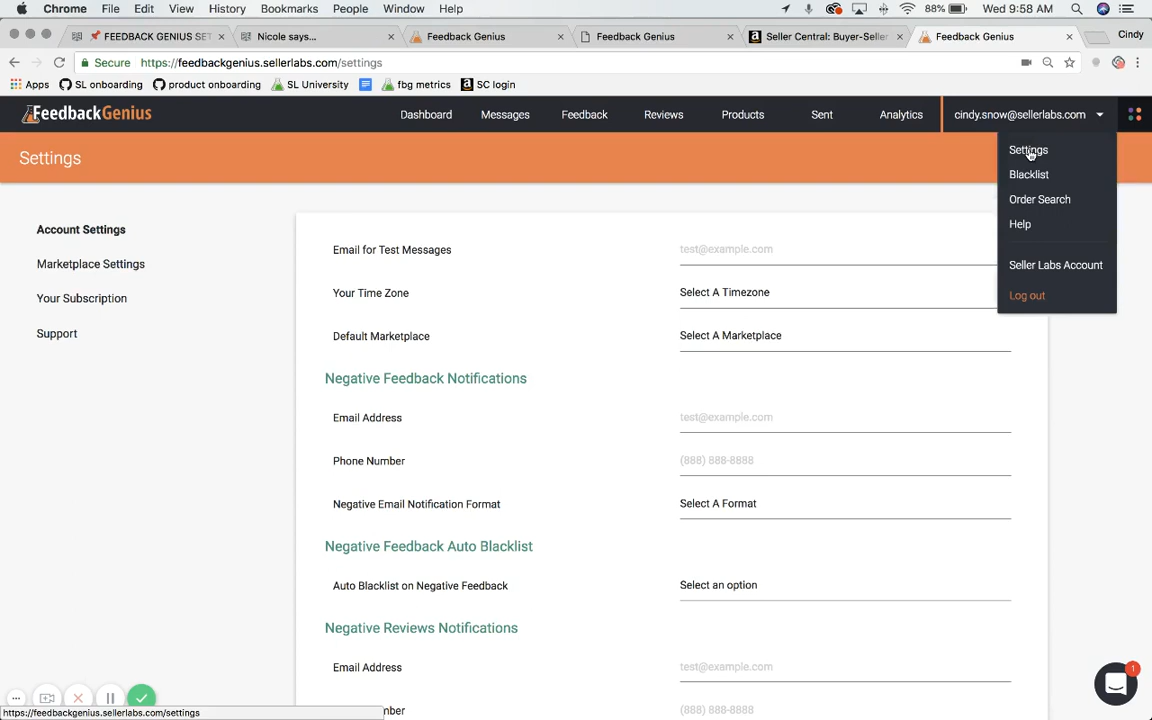 Chrome File Edit View History Bookmarks People Window Help 88% Wed 9:58 AM
FEEDBACK GENIUS SET Nicole says... Feedback Genius Feedback Genius Seller Central: Buyer-Seller Feedback Genius Cindy
Secure https://feedbackgenius.sellerlabs.com/settings
Apps SL onboarding product onboarding SL University fbg metrics SC login
FeedbackGenius Dashboard Messages Feedback Reviews Products Sent Analytics cindy.snow@sellerlabs.com
Settings
Settings
Blacklist
Order Search
Help
Seller Labs Account
Log out
Account Settings
Marketplace Settings
Your Subscription
Support
Email for Test Messages test@example.com
Your Time Zone Select A Timezone
Default Marketplace Select A Marketplace
Negative Feedback Notifications
Email Address test@example.com
Phone Number (888) 888-8888
Negative Email Notification Format Select A Format
Negative Feedback Auto Blacklist
Auto Blacklist on Negative Feedback Select an option
Negative Reviews Notifications
Email Address test@example.com
mber (888) 888-8888
1
https://feedbackgenius.sellerlabs.com/settings